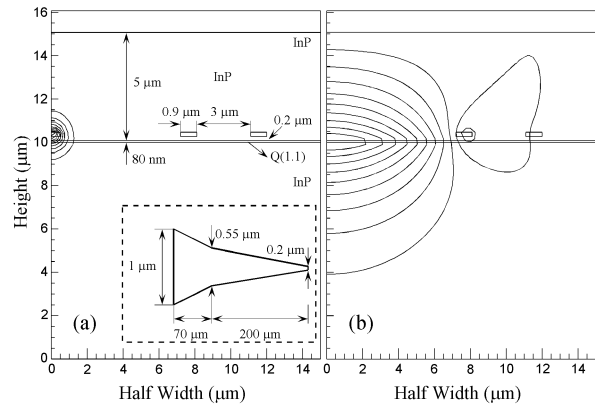 16
14
12
10
8
6
4
2
0
Height (μm)
InP
InP
5 μm
0.9 μm
3 μm
0.2 μm
80 nm
Q(1.1)
InP
0.55 μm
0.2 μm
1 μm
70 μm
200 μm
(a)
(b)
0 2 4 6 8 10 12 14
0 2 4 6 8 10 12 14
Half Width (μm)
Half Width (μm)